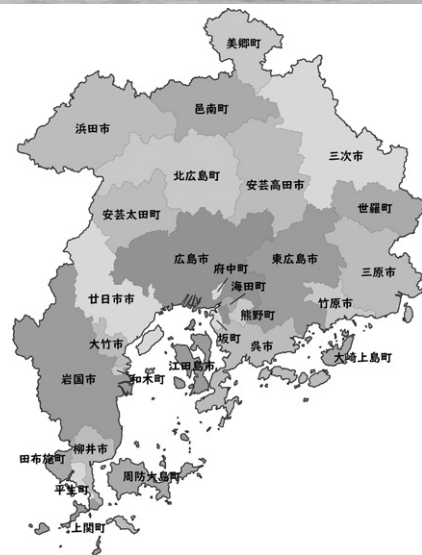 美郷町
邑南町
浜田市
三次市
北広島町
安芸高田市
世羅町
安芸太田町
広島市
東広島市
三原市
府中町
海田町
廿日市市
熊野町
竹原市
坂町
呉市
大竹市
江田島市
大崎上島町
和木町
岩国市
柳井市
田布施町
周防大島町
平生町
上関町